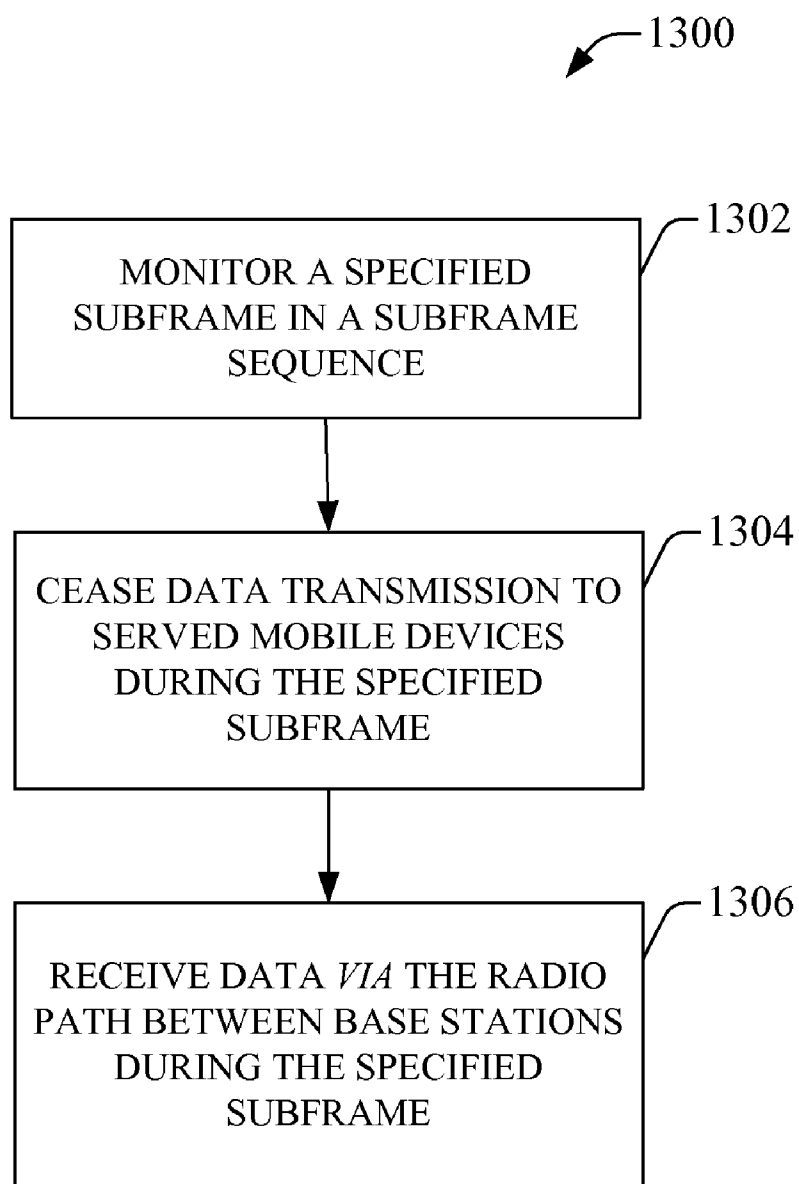 1300
1302
MONITOR A SPECIFIED
SUBFRAME IN A SUBFRAME
SEQUENCE
1304
CEASE DATA TRANSMISSION TO
SERVED MOBILE DEVICES
DURING THE SPECIFIED
SUBFRAME
1306
RECEIVE DATA VIA THE RADIO
PATH BETWEEN BASE STATIONS
DURING THE SPECIFIED
SUBFRAME